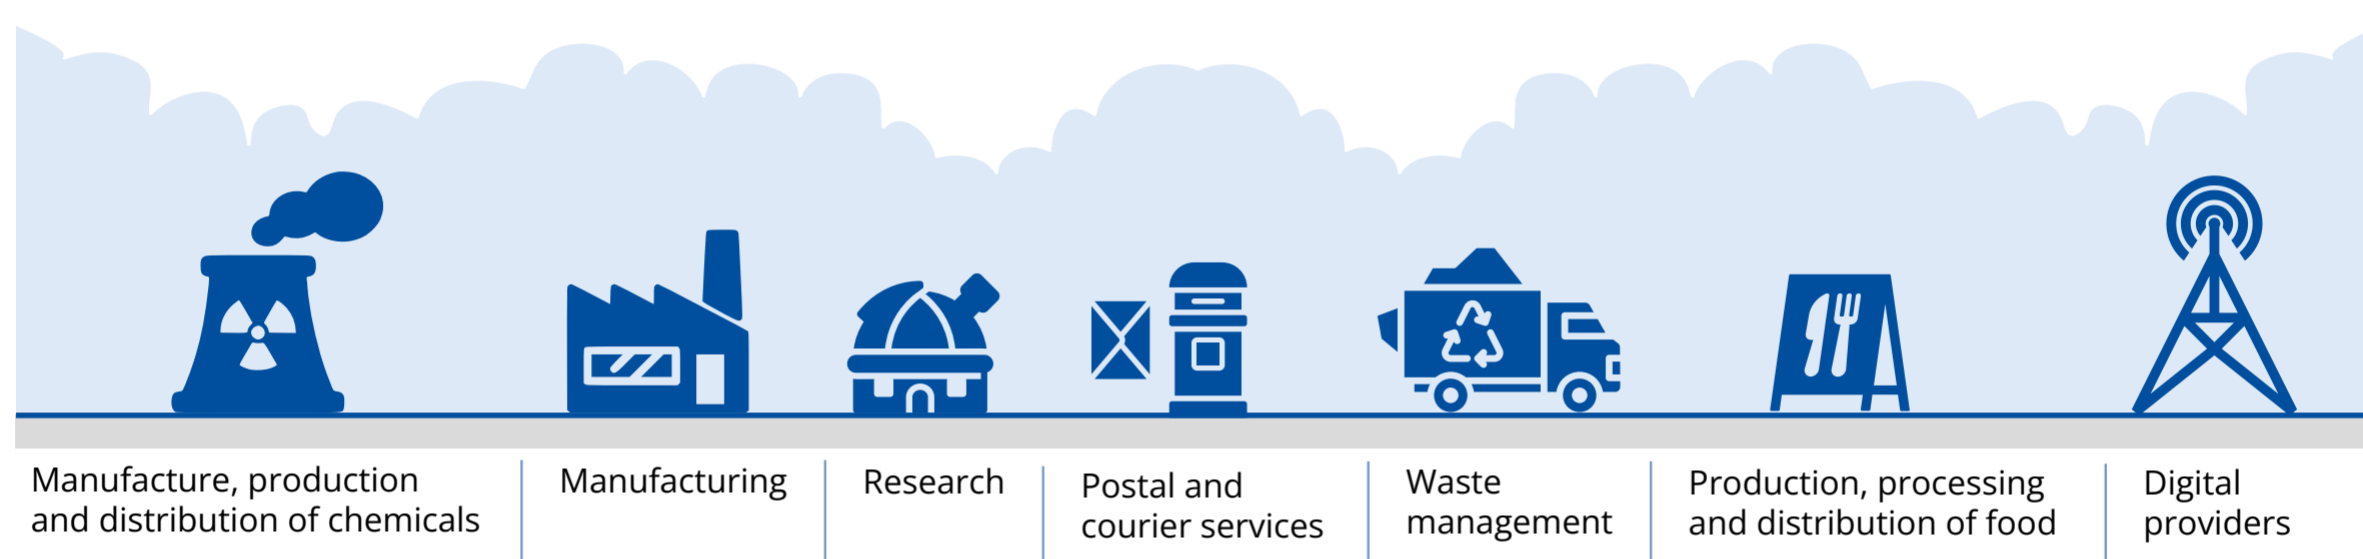 Manufacture, production
and distribution of chemicals
Manufacturing
Research
Postal and
courier services
Waste
management
Production, processing
and distribution of food
Digital
providers